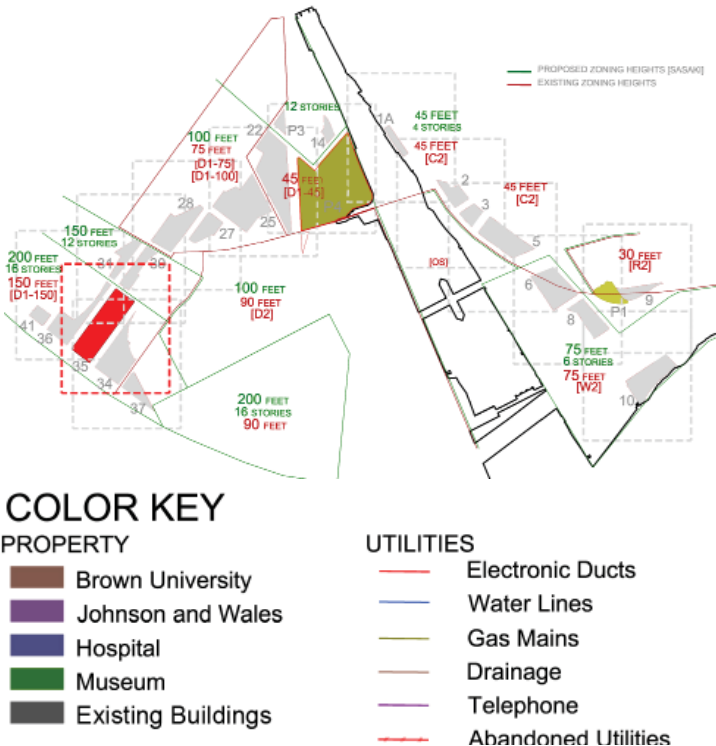 PROPOSED ZONING HEIGHTS [SASAKI]
EXISTING ZONING HEIGHTS
12 STORIES
22
P3
14
1A
45 FEET
4 STORIES
45 FEET
[C2]
100 FEET
75 FEET
[D1-75]
[D1-100]
45 FEET
[D1-45]
P4
2
3
45 FEET
[C2]
5
28
25
27
150 FEET
12 STORIES
200 FEET
16 STORIES
150 FEET
[D1-150]
31
30
[OS]
30 FEET
[R2]
6
9
P1
8
100 FEET
90 FEET
[D2]
41
36
35
34
37
75 FEET
6 STORIES
75 FEET
[W2]
10
200 FEET
16 STORIES
90 FEET
COLOR KEY
PROPERTY
Brown University
Johnson and Wales
Hospital
Museum
Existing Buildings
UTILITIES
Electronic Ducts
Water Lines
Gas Mains
Drainage
Telephone
Abandoned Utilities